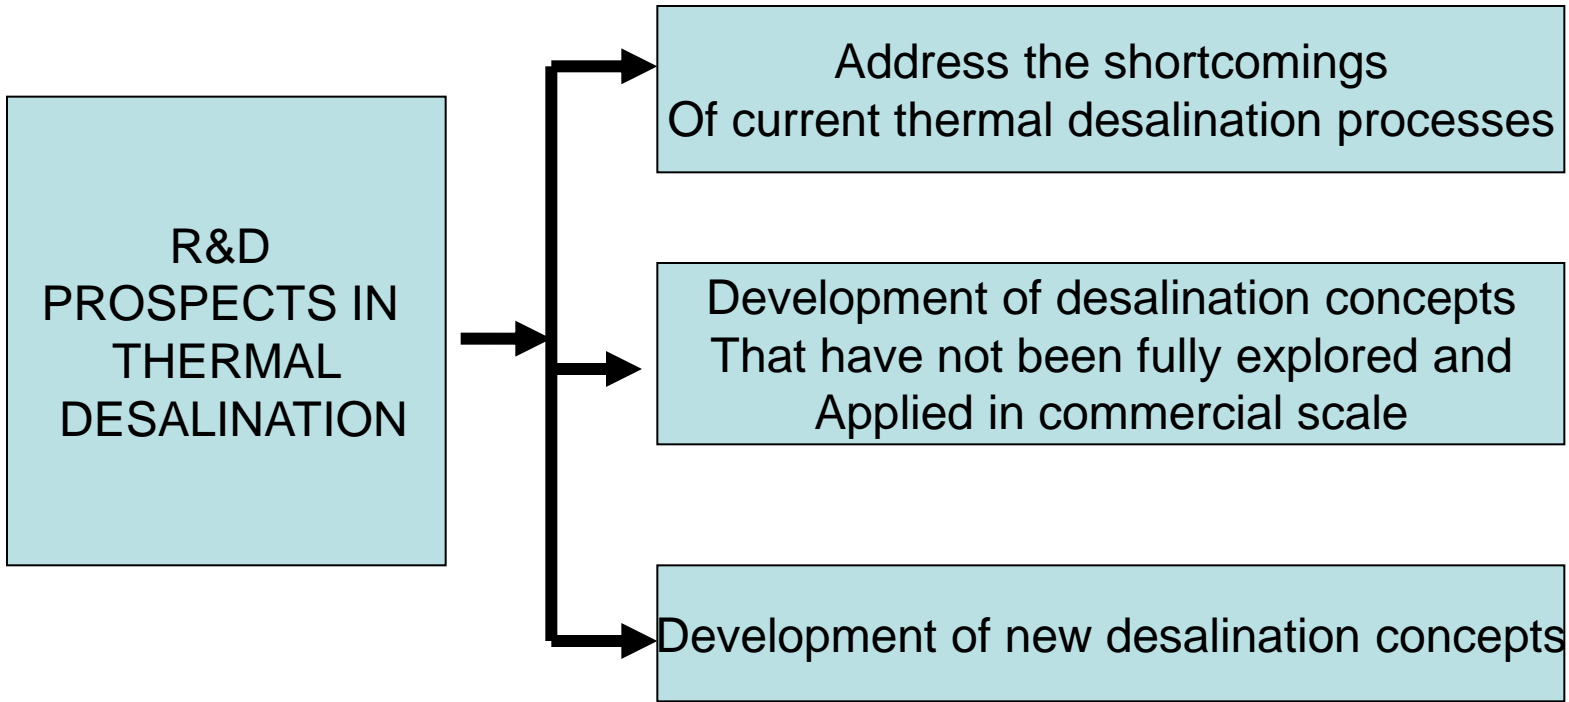 R&D
PROSPECTS IN
THERMAL
DESALINATION
Address the shortcomings
Of current thermal desalination processes
Development of desalination concepts
That have not been fully explored and
Applied in commercial scale
Development of new desalination concepts